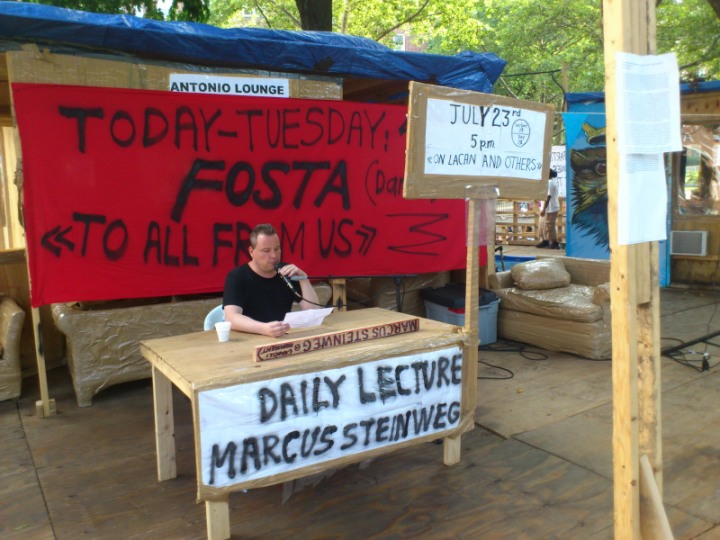 ANTONIO LOUNGE
TODAY-TUESDAY:
FOSTA (Dan
«TO ALL FROM US»
JULY 23rd
5 pm
«ON LACAN AND OTHERS»
MARCUS STEINWEG
DAILY LECTURE
MARCUS STEINWEG